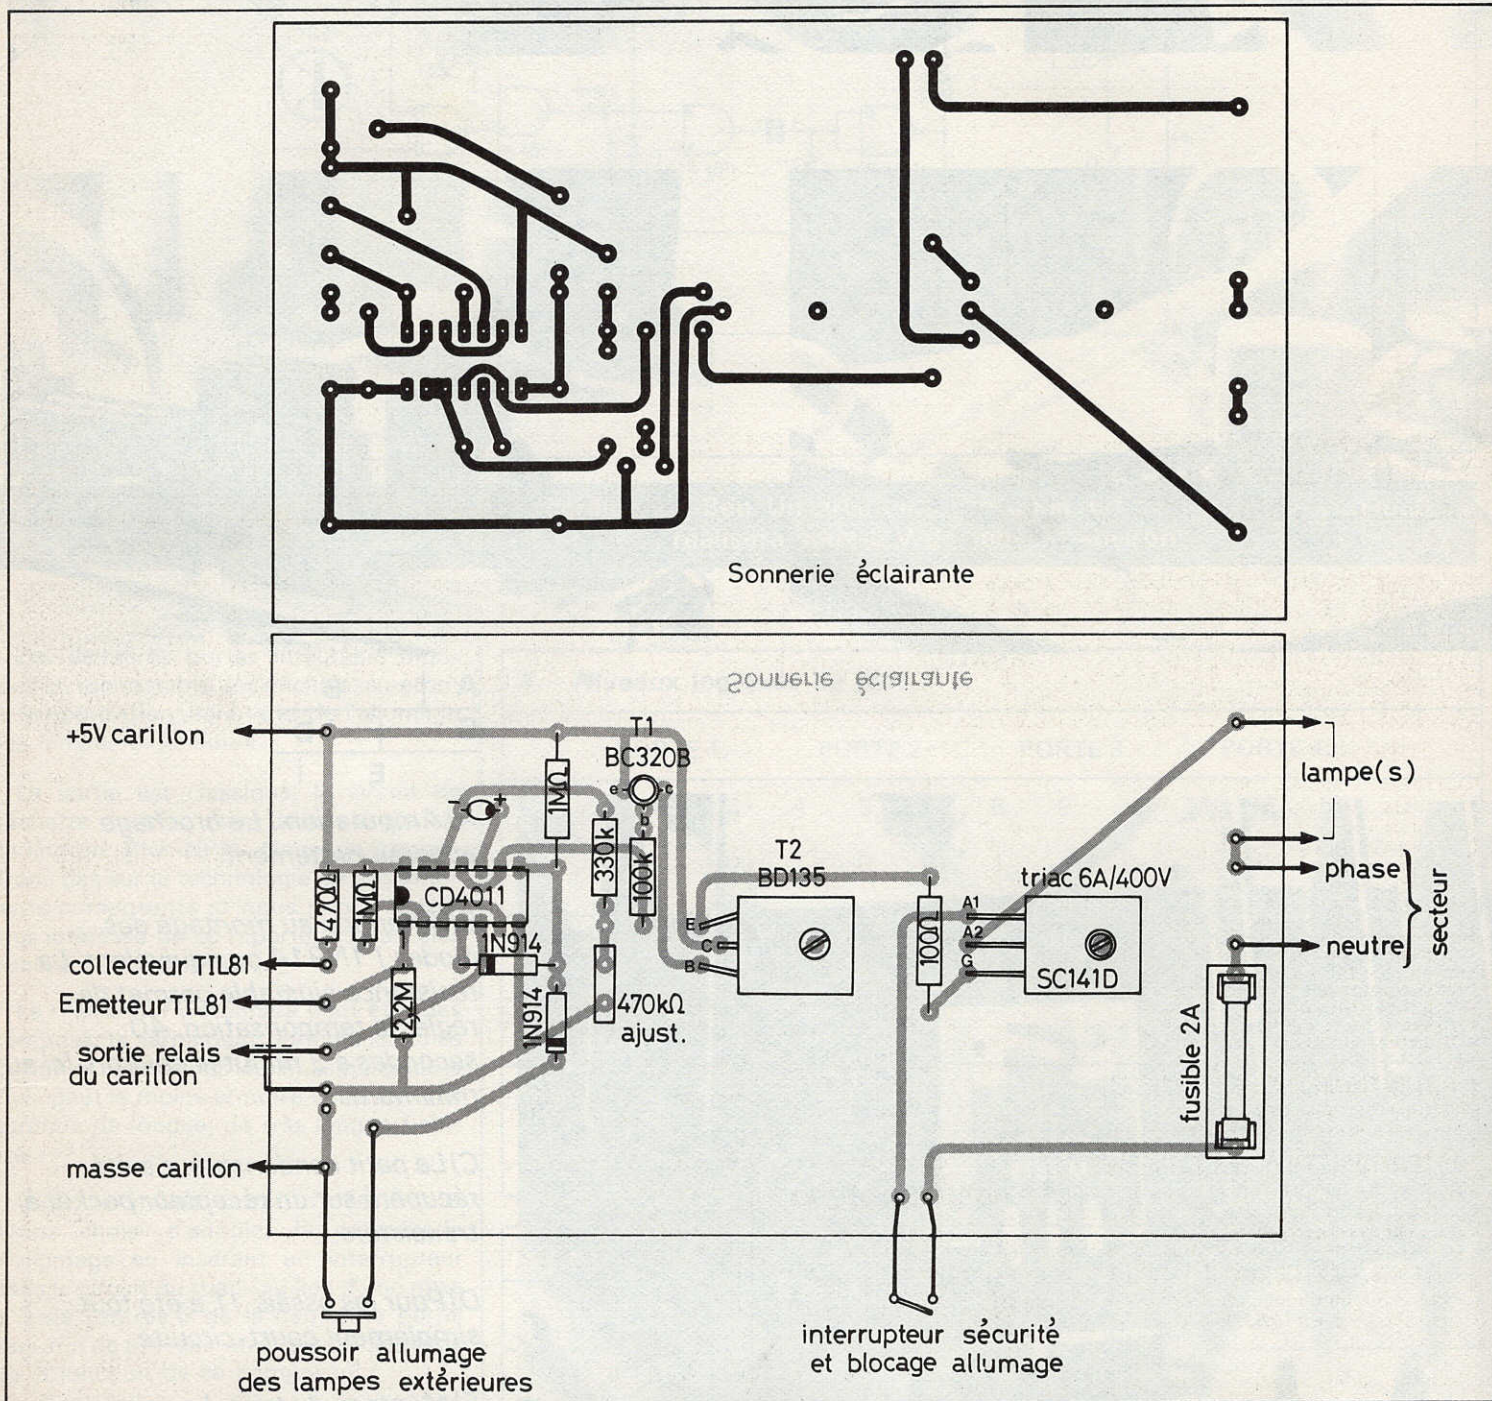 Sonnerie éclairante
Sonnerie éclairante
+5V carillon
T1
BC320B
e
c
b
1MΩ
-
+
330k
100k
470Ω
1MΩ
CD4011
1
1N914
2,2M
1N914
470kΩ
ajust.
T2
BD135
E
C
B
100Ω
triac 6A/400V
A1
A2
G
SC141D
lampe(s)
phase
neutre
secteur
fusible 2A
collecteur TIL81
Emetteur TIL81
sortie relais
du carillon
masse carillon
poussoir allumage
des lampes extérieures
interrupteur sécurité
et blocage allumage